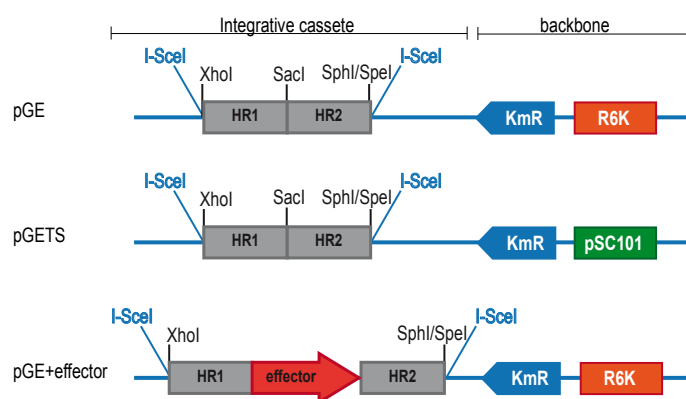 Integrative cassete backbone
I-SceI I-SceI
XhoI SacI SphI/SpeI
pGE HR1 HR2 KmR R6K
I-SceI I-SceI
XhoI SacI SphI/SpeI
pGETS HR1 HR2 KmR pSC101
I-SceI I-SceI
XhoI SphI/SpeI
pGE+effector HR1 effector HR2 KmR R6K